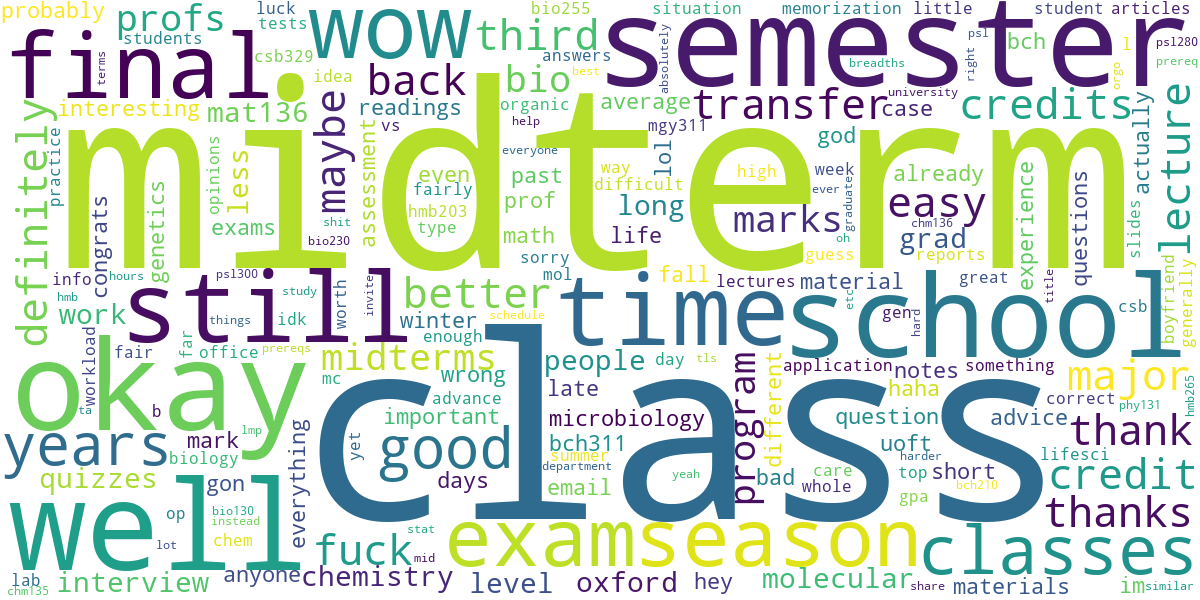 probably
profs
students
luck
tests
wow
third
bio255
answers
situation
memorization
little
student
articles
semester
absolutely
psl
right
bch
l
psl280
prereq
final
terms
csb329
idea
back
bio
breadths
best
orgo
interesting
mat136
maybe
readings
organic
average
transfer
university
case
credits
definitely
practice
midterm
vs
help
mgy311
god
actually
lecture
congrats
genetics
opinions
less
exams
assessment
everyone
even
fairly
hmb203
type
past
prof
math
way
difficult
lol
long
high
week
marks
ever
graduate
already
easy
chm136
experience
questions
slides
shit
bio230
sorry
mol
life
guess
oh
grad
reports
info
hmb
hours
work
still
psl300
study
things
idk
worth
invite
better
winter
enough
schedule
fall
time
lectures
material
gen
etc
hard
great
school
title
csb
boyfriend
generally
okay
workload
fair
far
office
prereqs
midterms
mc
people
day
tls
application
notes
something
major
ta
b
lmp
wrong
advance
late
class
program
different
haha
correct
phy131
hmb265
years
mark
biology
important
good
microbiology
bch311
question
uoft
advice
thank
quizzes
gon
everything
yet
summer
department
yeah
bad
care
whole
harder
top
short
lifesci
well
op
bio130
instead
chem
lot
days
email
gpa
bch210
credit
thanks
stat
fuck
mid
exam
season
classes
lab
chm135
interview
anyone
chemistry
level
oxford
hey
molecular
share
materials
im
similar